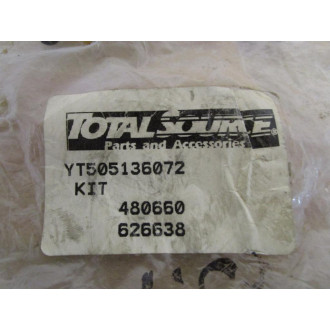 TOTAL SOURCE
Parts and Accessories
YT505136072
KIT
480660
626638